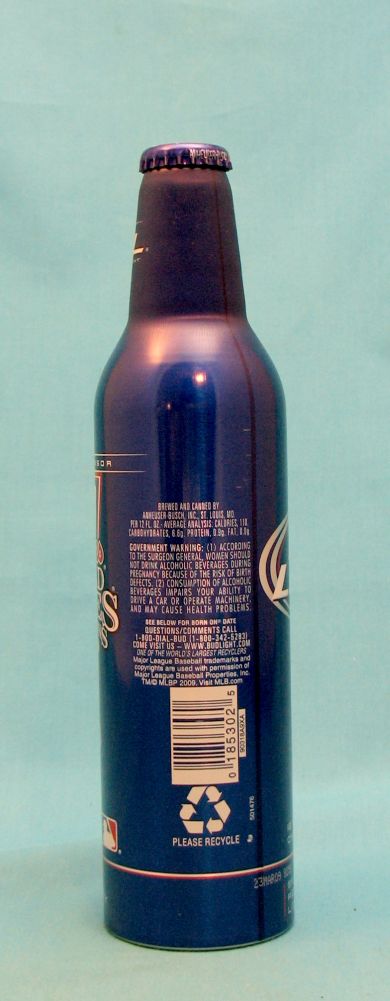 BREWED AND CANNED BY
ANHEUSER-BUSCH, INC., ST. LOUIS, MO.
PER 12 FL. OZ.- AVERAGE ANALYSIS: CALORIES, 110,
CARBOHYDRATES, 6.6g, PROTEIN, 0.9g, FAT, 0.0g
GOVERNMENT WARNING: (1) ACCORDING
TO THE SURGEON GENERAL, WOMEN SHOULD
NOT DRINK ALCOHOLIC BEVERAGES DURING
PREGNANCY BECAUSE OF THE RISK OF BIRTH
DEFECTS. (2) CONSUMPTION OF ALCOHOLIC
BEVERAGES IMPAIRS YOUR ABILITY TO
DRIVE A CAR OR OPERATE MACHINERY,
AND MAY CAUSE HEALTH PROBLEMS.
SEE BELOW FOR BORN ON® DATE
QUESTIONS/COMMENTS CALL
1-800-DIAL-BUD (1-800-342-5283)
COME VISIT US – WWW.BUDLIGHT.COM
ONE OF THE WORLD'S LARGEST RECYCLERS
Major League Baseball trademarks and
copyrights are used with permission of
Major League Baseball Properties, Inc.
TM/© MLBP 2009. Visit MLB.com
0 185302 5
501476
PLEASE RECYCLE
23MAR09